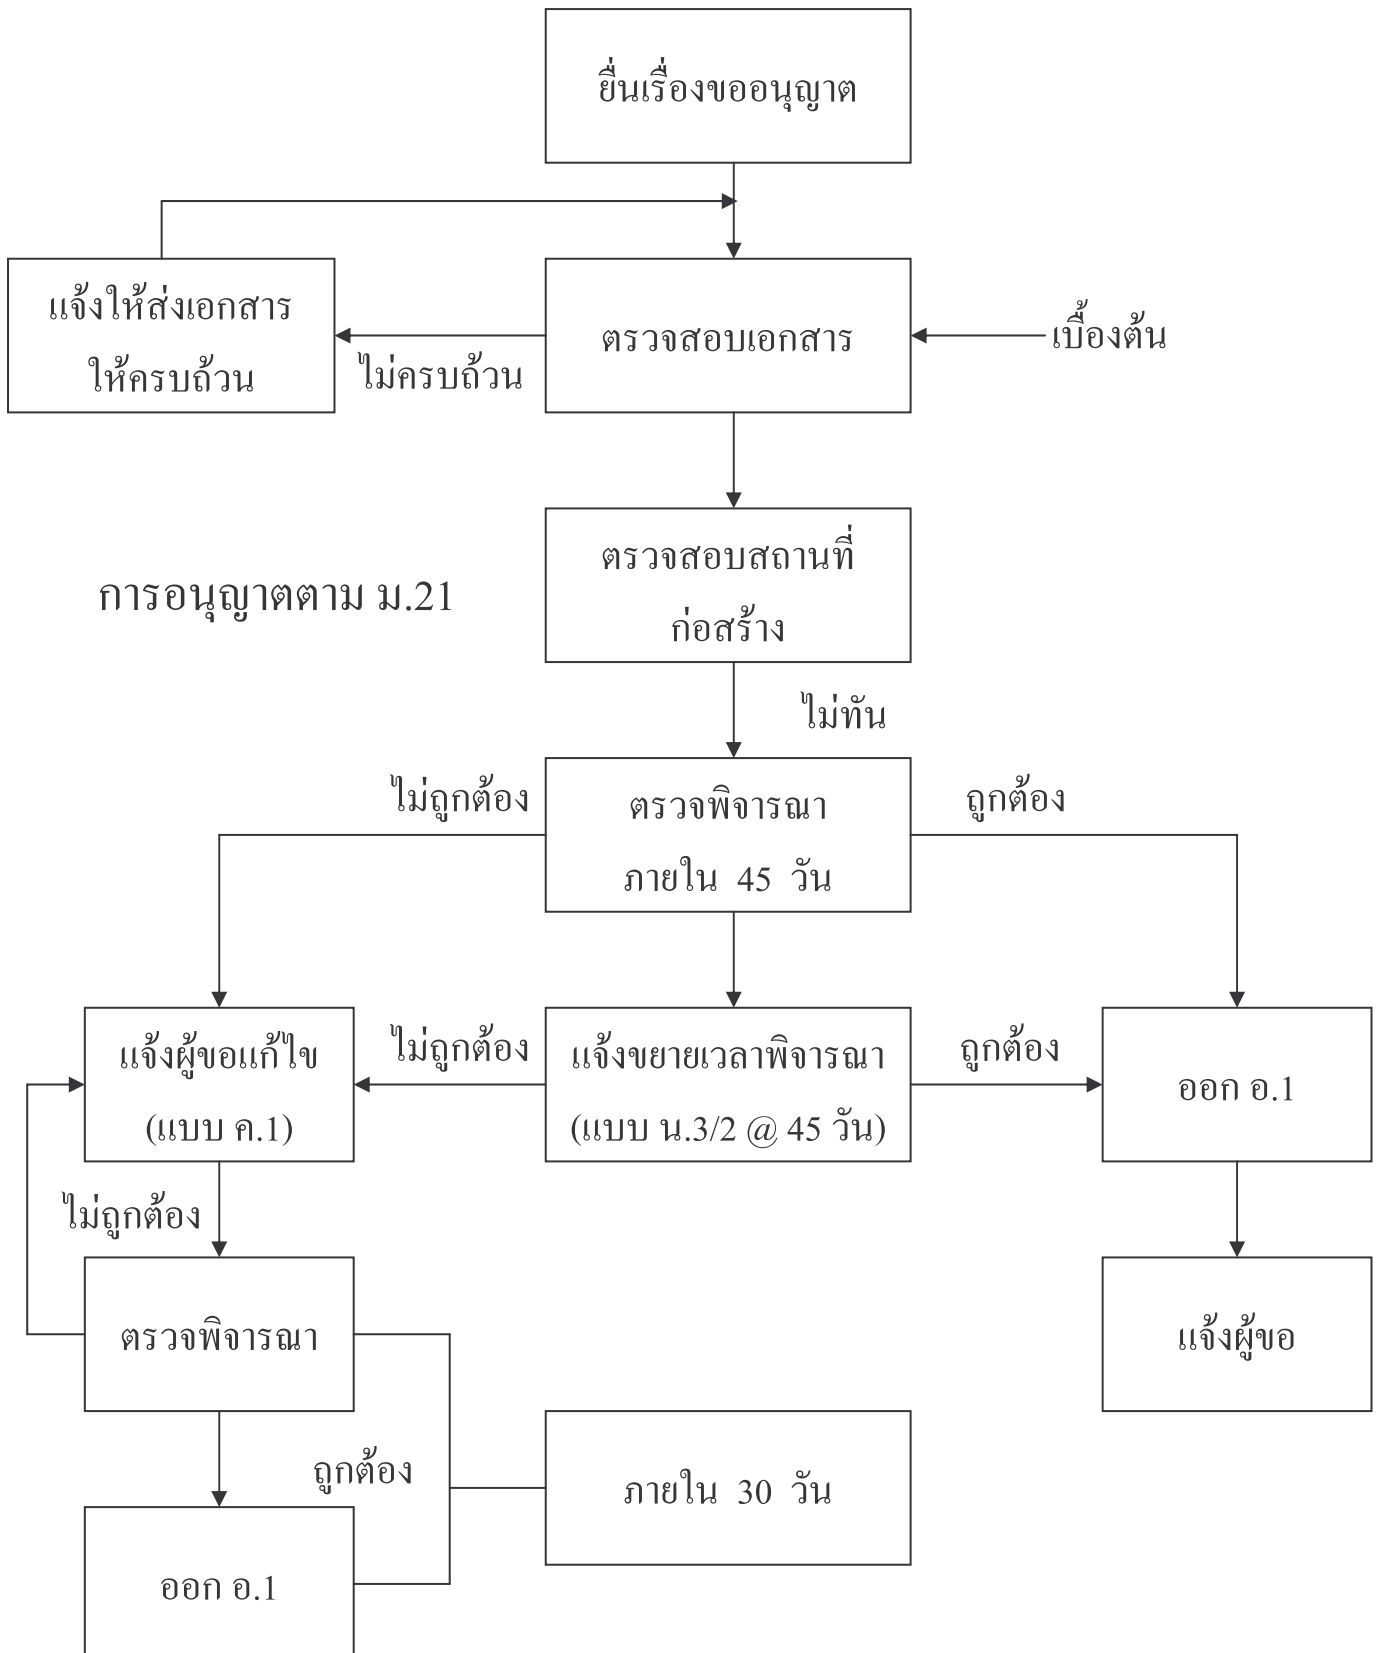 ยื่นเรื่องขออนุญาต
แจ้งให้ส่งเอกสาร
ให้ครบถ้วน
ไม่ครบถ้วน
ตรวจสอบเอกสาร
เบื้องต้น
การอนุญาตตาม ม.21
ตรวจสอบสถานที่
ก่อสร้าง
ไม่ทัน
ไม่ถูกต้อง
ตรวจพิจารณา
ภายใน 45 วัน
ถูกต้อง
แจ้งผู้ขอแก้ไข
(แบบ ค.1)
ไม่ถูกต้อง
แจ้งขยายเวลาพิจารณา
(แบบ น.3/2 @ 45 วัน)
ถูกต้อง
ออก อ.1
ไม่ถูกต้อง
ตรวจพิจารณา
แจ้งผู้ขอ
ถูกต้อง
ภายใน 30 วัน
ออก อ.1